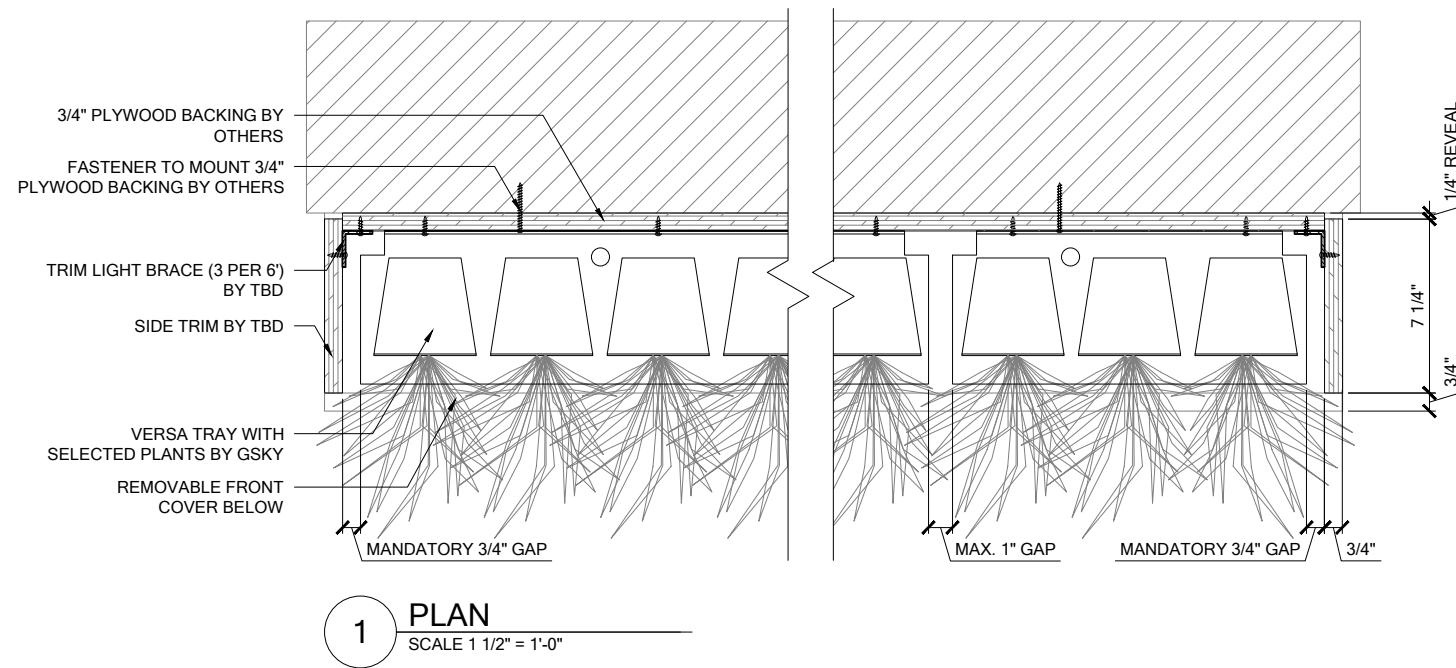 3/4" PLYWOOD BACKING BY
OTHERS
FASTENER TO MOUNT 3/4"
PLYWOOD BACKING BY OTHERS
TRIM LIGHT BRACE (3 PER 6')
BY TBD
SIDE TRIM BY TBD
VERSA TRAY WITH
SELECTED PLANTS BY GSKY
REMOVABLE FRONT
COVER BELOW
1/4" REVEAL
7 1/4"
3/4"
MANDATORY 3/4" GAP
MAX. 1" GAP
MANDATORY 3/4" GAP
3/4"
1
PLAN
SCALE 1 1/2" = 1'-0"